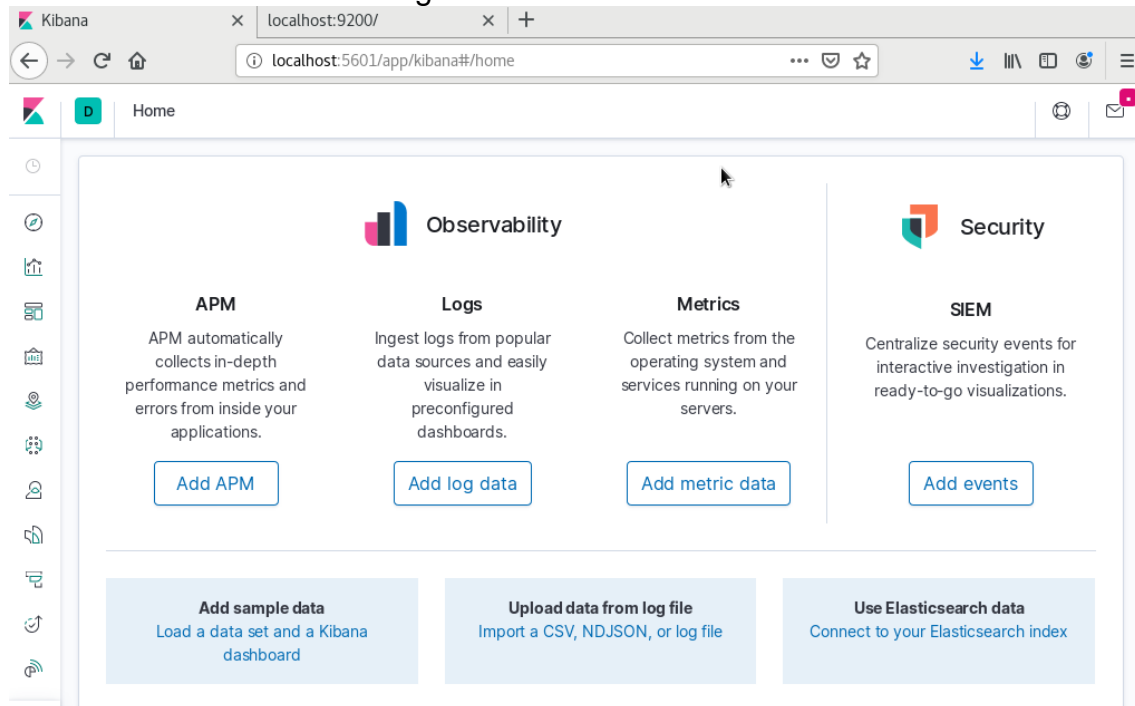 Kibana
localhost:9200/
localhost:5601/app/kibana#/home
D
Home
Observability
Security
APM
APM automatically
collects in-depth
performance metrics and
errors from inside your
applications.
Add APM
Logs
Ingest logs from popular
data sources and easily
visualize in
preconfigured
dashboards.
Add log data
Metrics
Collect metrics from the
operating system and
services running on your
servers.
Add metric data
SIEM
Centralize security events for
interactive investigation in
ready-to-go visualizations.
Add events
Add sample data
Load a data set and a Kibana
dashboard
Upload data from log file
Import a CSV, NDJSON, or log file
Use Elasticsearch data
Connect to your Elasticsearch index